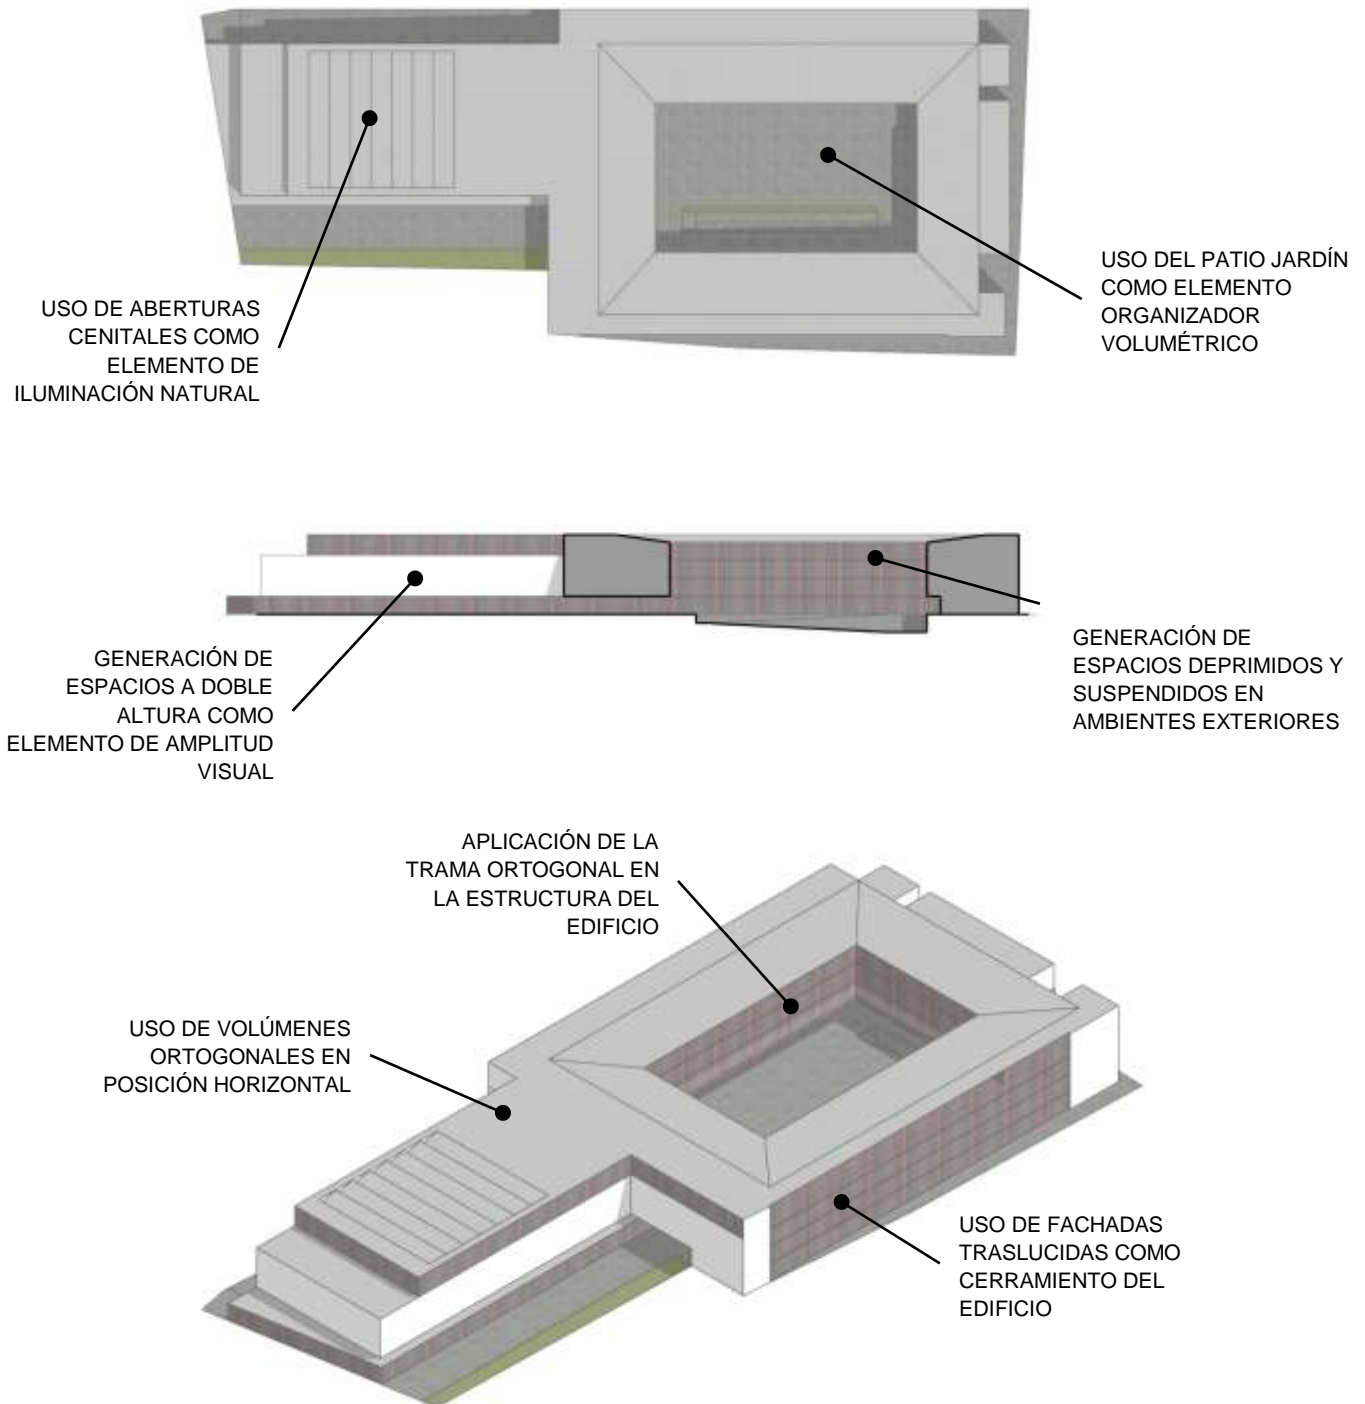 USO DE ABERTURAS
CENITALES COMO
ELEMENTO DE
ILUMINACIÓN NATURAL
USO DEL PATIO JARDÍN
COMO ELEMENTO
ORGANIZADOR
VOLUMÉTRICO
GENERACIÓN DE
ESPACIOS A DOBLE
ALTURA COMO
ELEMENTO DE AMPLITUD
VISUAL
GENERACIÓN DE
ESPACIOS DEPRIMIDOS Y
SUSPENDIDOS EN
AMBIENTES EXTERIORES
APLICACIÓN DE LA
TRAMA ORTOGONAL EN
LA ESTRUCTURA DEL
EDIFICIO
USO DE VOLÚMENES
ORTOGONALES EN
POSICIÓN HORIZONTAL
USO DE FACHADAS
TRASLUCIDAS COMO
CERRAMIENTO DEL
EDIFICIO